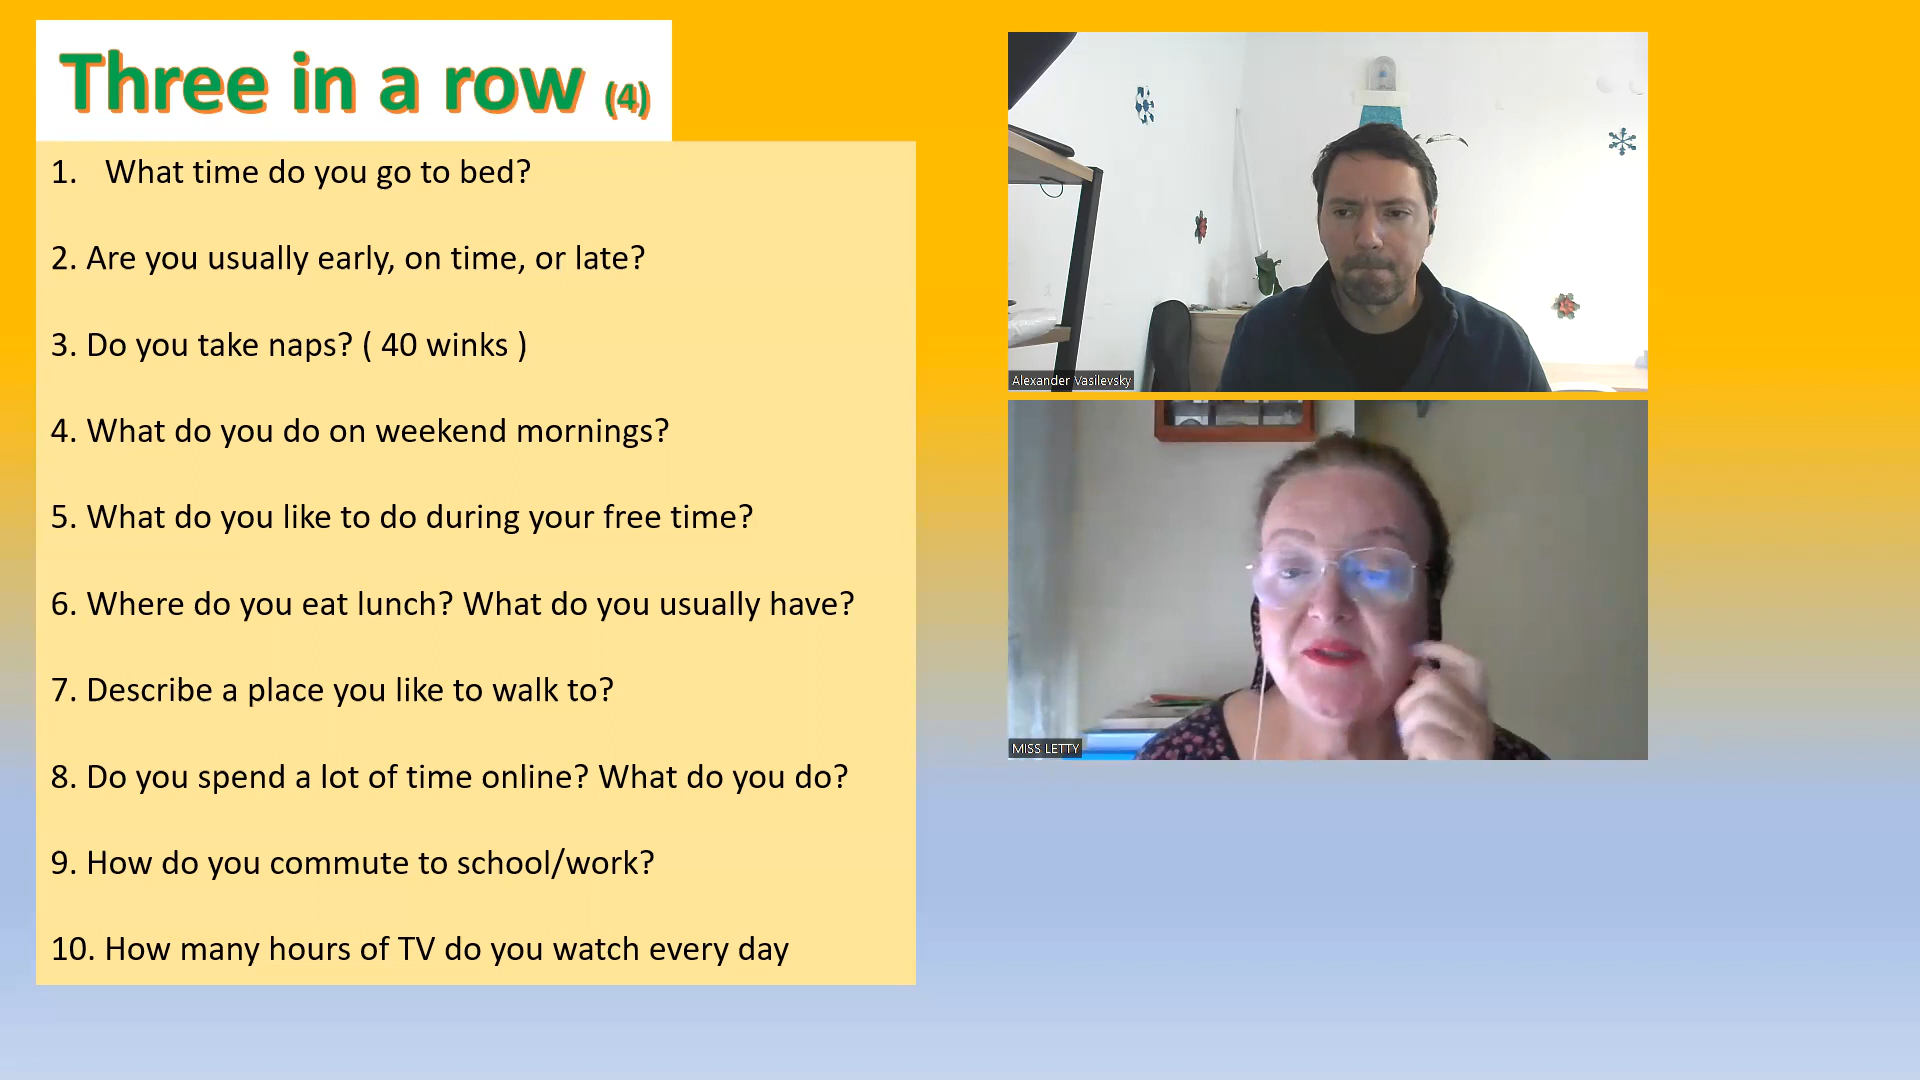 Three in a row (4)
1. What time do you go to bed?
2. Are you usually early, on time, or late?
3. Do you take naps? ( 40 winks )
4. What do you do on weekend mornings?
5. What do you like to do during your free time?
6. Where do you eat lunch? What do you usually have?
7. Describe a place you like to walk to?
8. Do you spend a lot of time online? What do you do?
9. How do you commute to school/work?
10. How many hours of TV do you watch every day
Alexander Vasilevsky
MISS LETTY